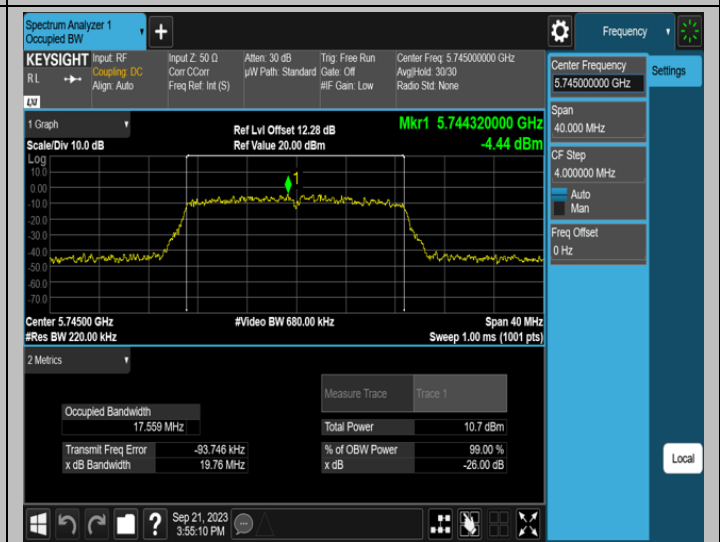 Spectrum Analyzer 1
Occupied BW
+
Frequency
KEYSIGHT
R L
LXI
Input: RF
Coupling: DC
Align: Auto
Input Z: 50 Ω
Corr CCorr
Freq Ref: Int (S)
Atten: 30 dB
µW Path: Standard
Trig: Free Run
Gate: Off
#IF Gain: Low
Center Freq: 5.745000000 GHz
Avg|Hold: 30/30
Radio Std: None
Center Frequency
5.745000000 GHz
Settings
Span
40.000 MHz
CF Step
4.000000 MHz
Auto
Man
Freq Offset
0 Hz
Local
1 Graph
Scale/Div 10.0 dB
Ref Lvl Offset 12.28 dB
Ref Value 20.00 dBm
Mkr1 5.744320000 GHz
-4.44 dBm
Log
10.0
0.00
-10.0
-20.0
-30.0
-40.0
-50.0
-60.0
-70.0
1
Center 5.74500 GHz
#Res BW 220.00 kHz
#Video BW 680.00 kHz
Span 40 MHz
Sweep 1.00 ms (1001 pts)
2 Metrics
Measure Trace Trace 1
Occupied Bandwidth
17.559 MHz
Total Power 10.7 dBm
Transmit Freq Error -93.746 kHz
% of OBW Power 99.00 %
x dB Bandwidth 19.76 MHz
x dB -26.00 dB
?
Sep 21, 2023
3:55:10 PM